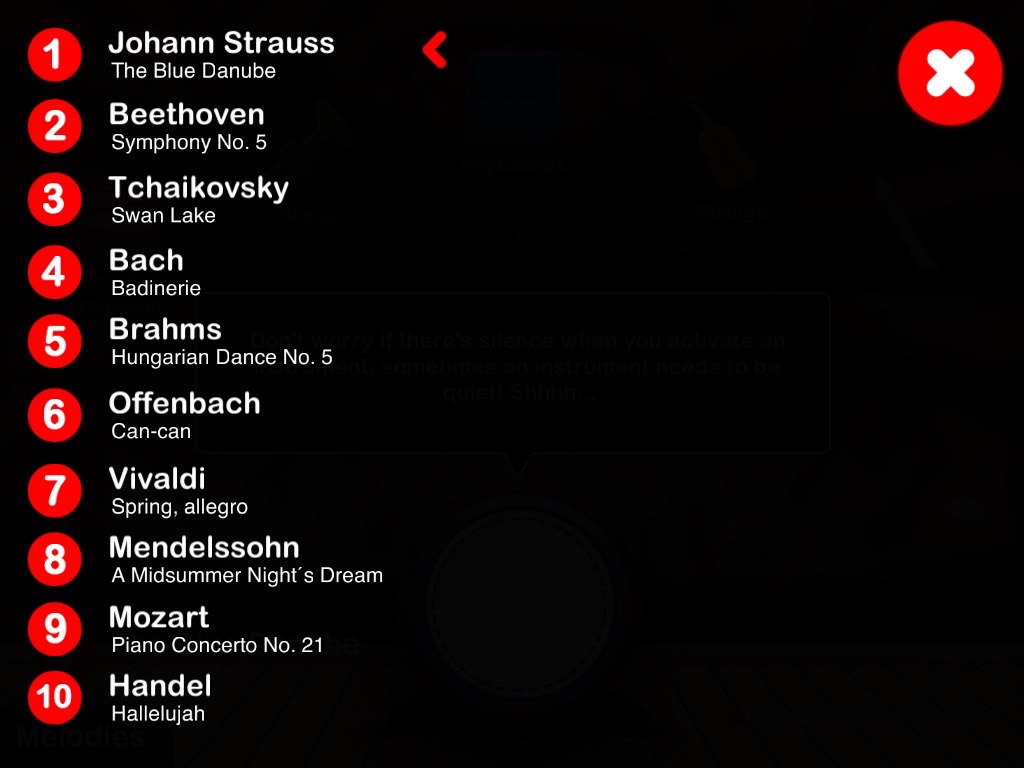 1 Johann Strauss
The Blue Danube
2 Beethoven
Symphony No. 5
3 Tchaikovsky
Swan Lake
4 Bach
Badinerie
5 Brahms
Hungarian Dance No. 5
6 Offenbach
Can-can
7 Vivaldi
Spring, allegro
8 Mendelssohn
A Midsummer Night´s Dream
9 Mozart
Piano Concerto No. 21
10 Handel
Hallelujah
Keyboards
Strings
Don't worry if there's silence when you activate an
instrument, sometimes an instrument needs to be
quiet! Shhhh...
Melodies